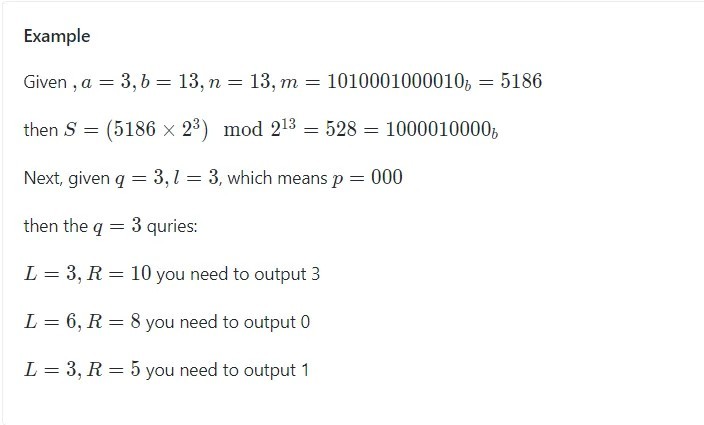 Example
Given , a = 3, b = 13, n = 13, m = 1010001000010_b = 5186
then S = (5186 × 2^3) mod 2^13 = 528 = 1000010000_b
Next, given q = 3, l = 3, which means p = 000
then the q = 3 quries:
L = 3, R = 10 you need to output 3
L = 6, R = 8 you need to output 0
L = 3, R = 5 you need to output 1